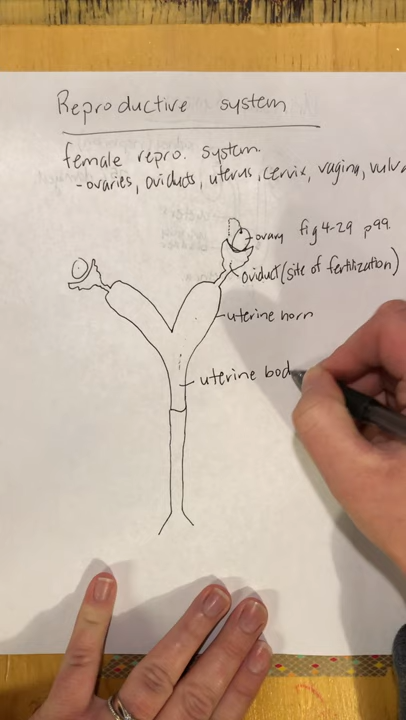 Reproductive system
female repro. system.
-ovaries, oviducts, uterus, cervix, vagina, vulv
ovary fig 4-29 p99.
oviduct (site of fertilization)
uterine horn
uterine bod